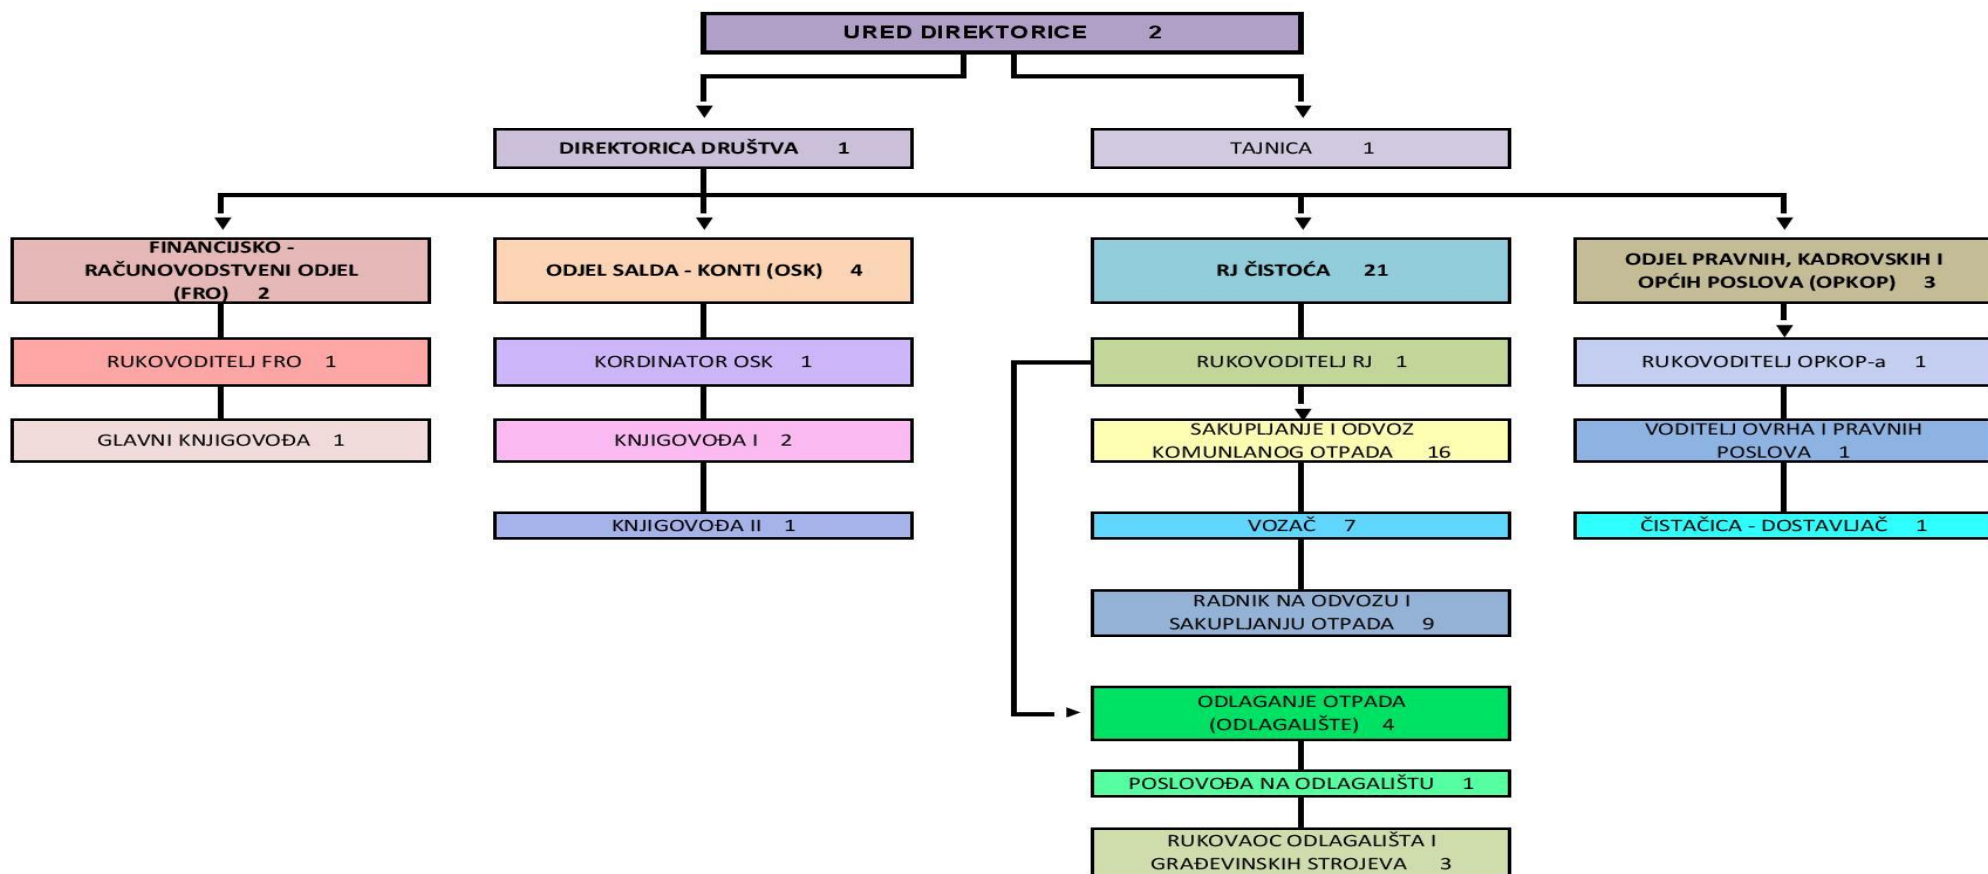 URED DIREKTORICE 2
DIREKTORICA DRUŠTVA 1
TAJNICA 1
FINANCIJSKO -
RAČUNOVODSTVENI ODJEL
(FRO) 2
ODJEL SALDA - KONTI (OSK) 4
RJ ČISTOĆA 21
ODJEL PRAVNIH, KADROVSKIH I
OPĆIH POSLOVA (OPKOP) 3
RUKOVODITELJ FRO 1
KORDINATOR OSK 1
RUKOVODITELJ RJ 1
RUKOVODITELJ OPKOP-a 1
GLAVNI KNJIGOVOĐA 1
KNJIGOVOĐA I 2
SAKUPLJANJE I ODVOZ
KOMUNLANOG OTPADA 16
VODITELJ OVRHA I PRAVNIH
POSLOVA 1
KNJIGOVOĐA II 1
VOZAČ 7
ČISTAČICA - DOSTAVLJAČ 1
RADNIK NA ODVOZU I
SAKUPLJANJU OTPADA 9
ODLAGANJE OTPADA
(ODLAGALIŠTE) 4
POSLOVOĐA NA ODLAGALIŠTU 1
RUKOVAOC ODLAGALIŠTA I
GRAĐEVINSKIH STROJEVA 3